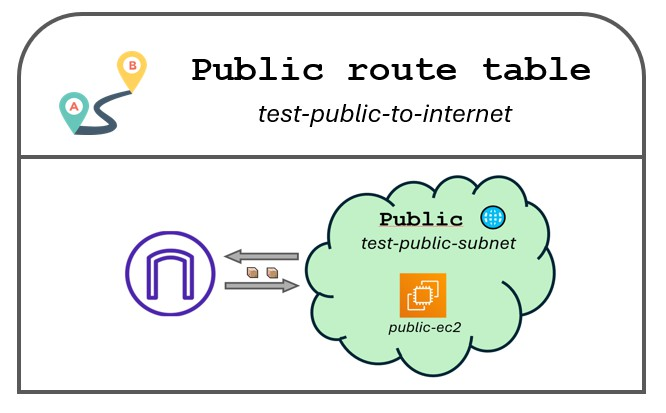 Public route table
test-public-to-internet
B
A
Public
test-public-subnet
public-ec2